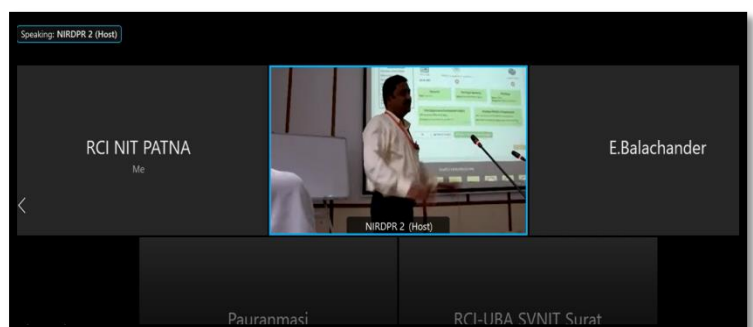 Speaking: NIRDPR 2 (Host)
RCI NIT PATNA
Me
E.Balachander
NIRDPR 2 (Host)
Pauranmasi
RCI-UBA SVNIT Surat